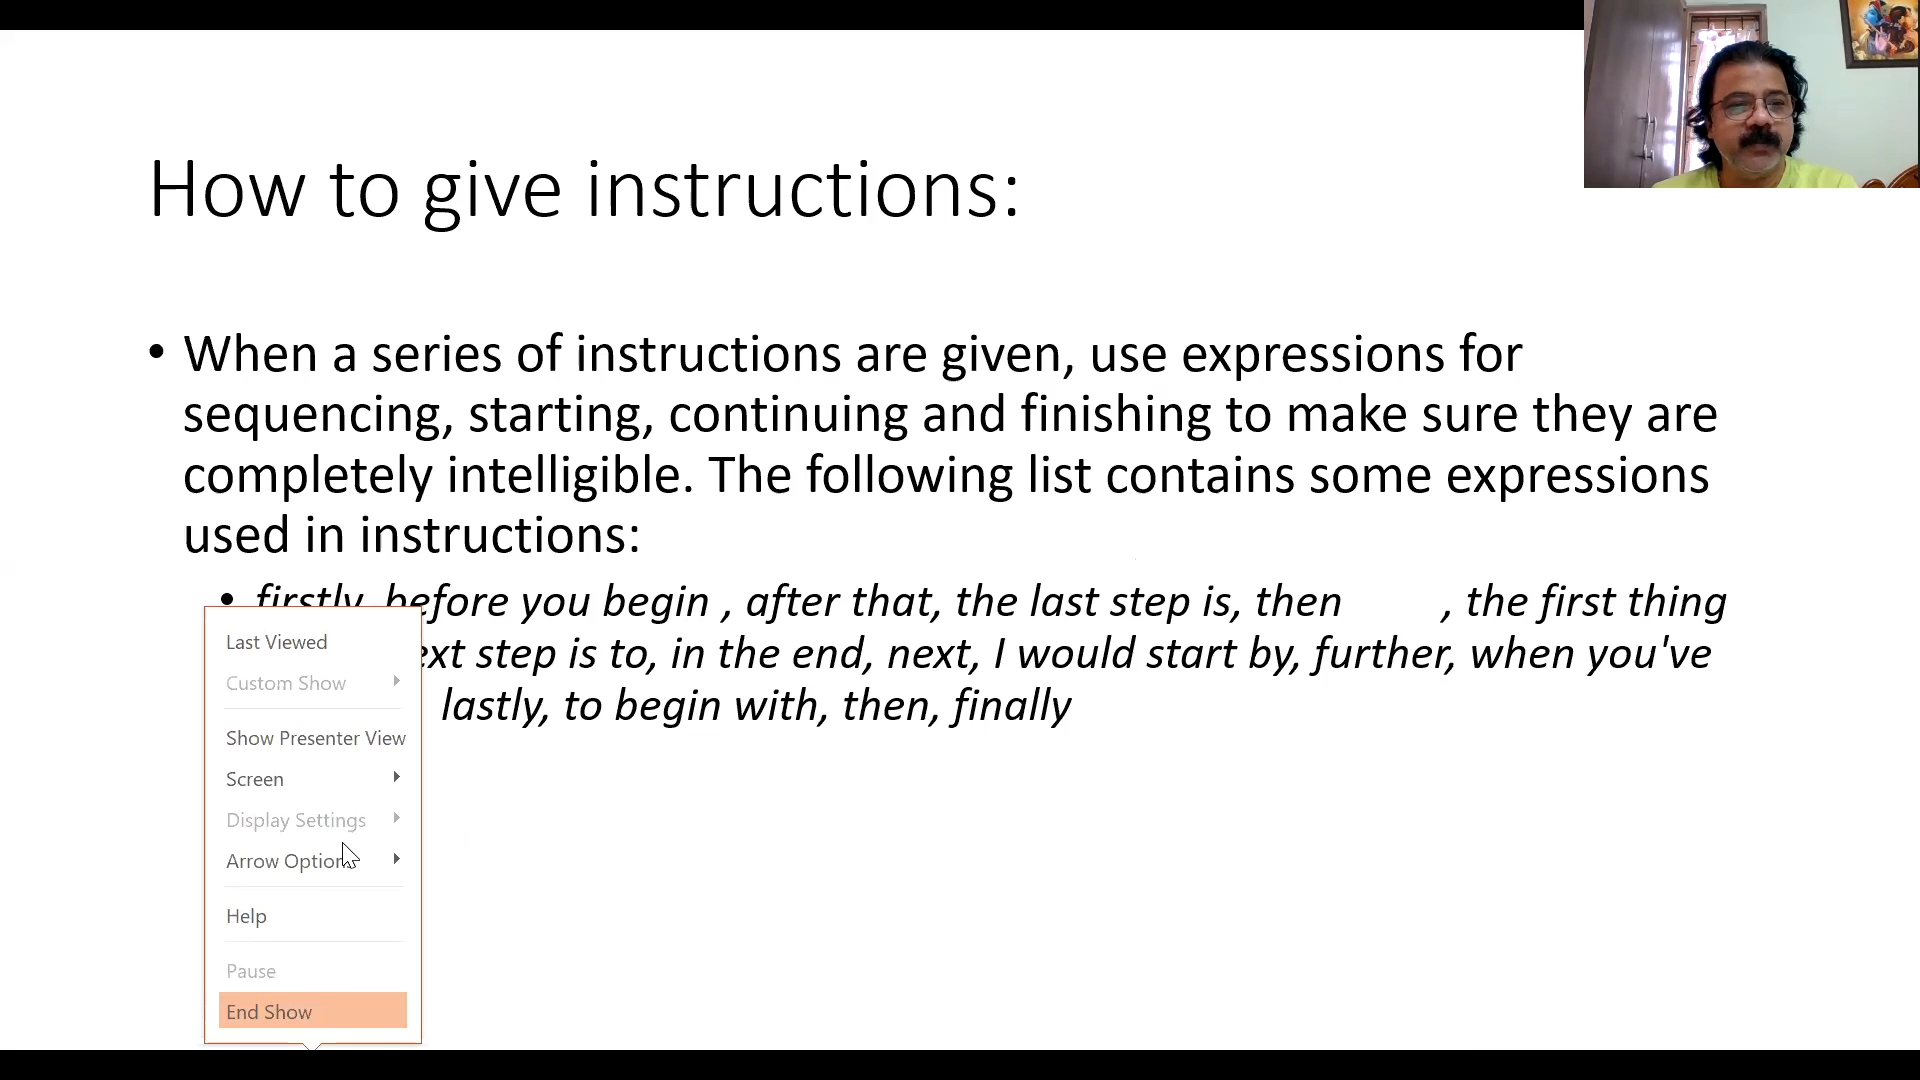 How to give instructions:
• When a series of instructions are given, use expressions for
sequencing, starting, continuing and finishing to make sure they are
completely intelligible. The following list contains some expressions
used in instructions:
• firstly, before you begin , after that, the last step is, then , the first thing
step is to, in the end, next, I would start by, further, when you've
lastly, to begin with, then, finally
Last Viewed
Custom Show
Show Presenter View
Screen
Display Settings
Arrow Options
Help
Pause
End Show